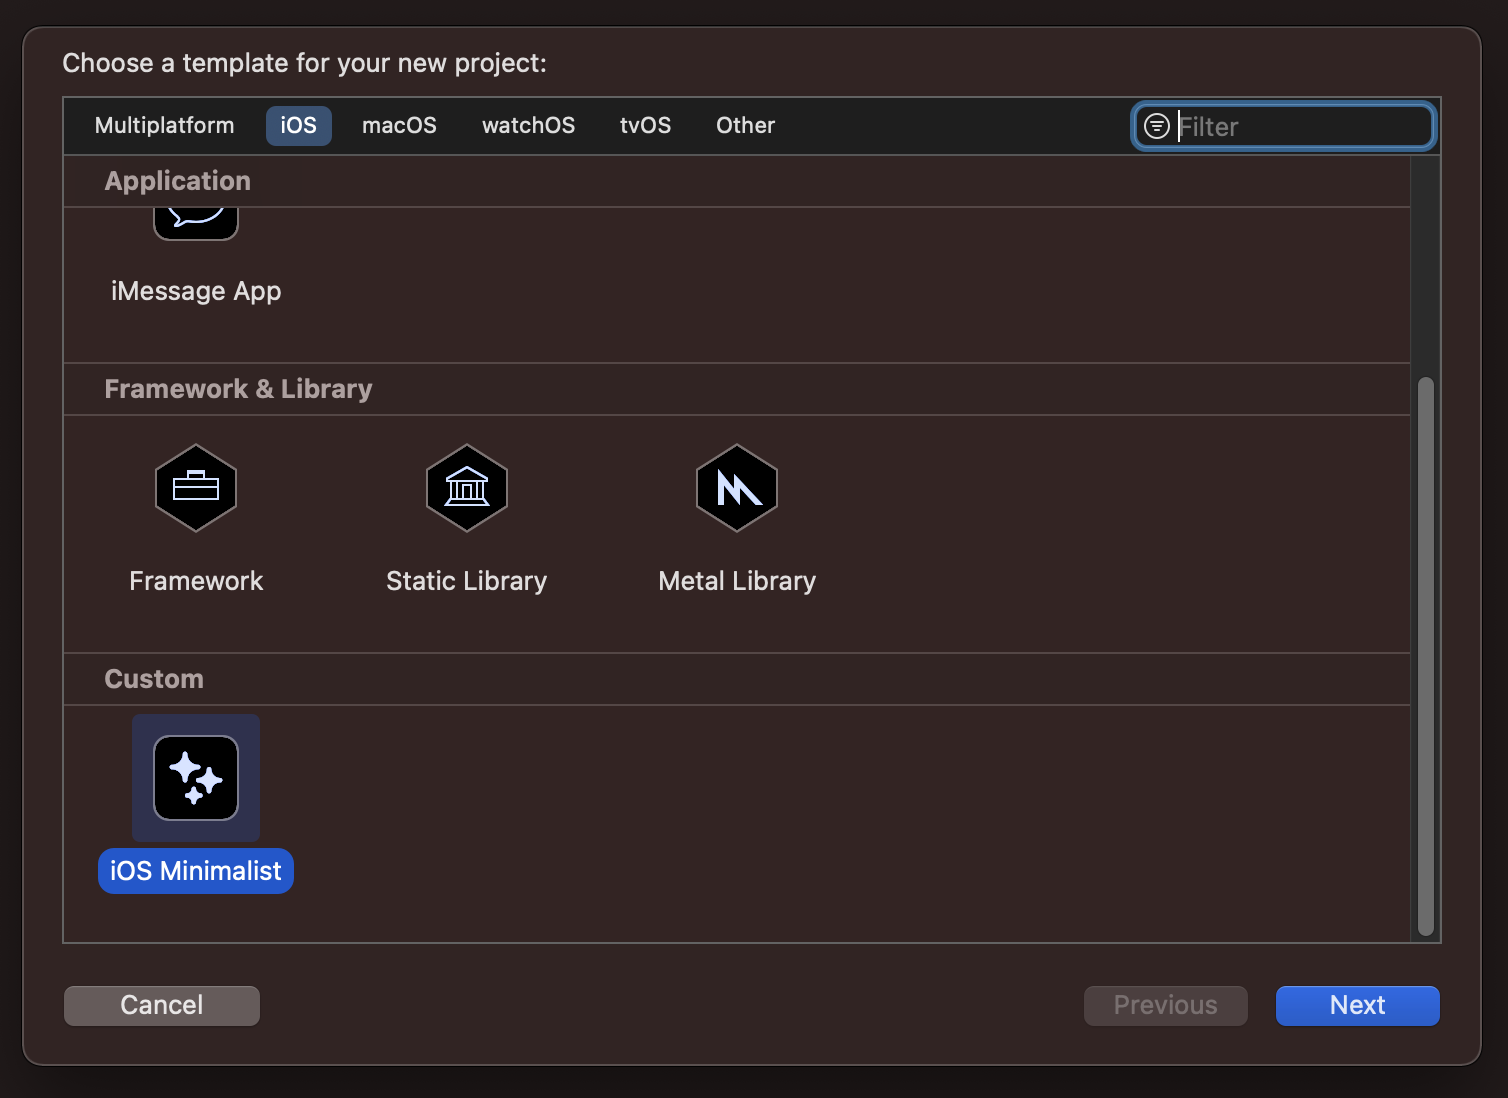 Choose a template for your new project:
Multiplatform iOS macOS watchOS tvOS Other Filter
Application
iMessage App
Framework & Library
Framework Static Library Metal Library
Custom
iOS Minimalist
Cancel Previous Next